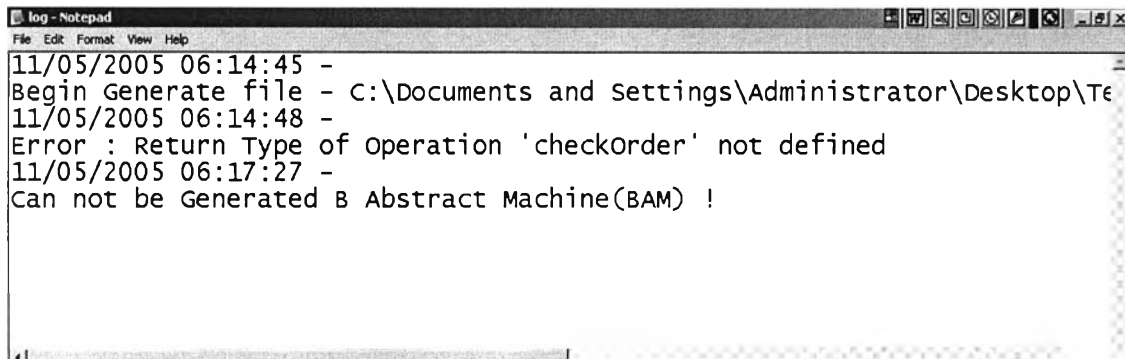 log - Notepad
File Edit Format View Help
11/05/2005 06:14:45 -
Begin Generate file - C:\Documents and Settings\Administrator\Desktop\Te
11/05/2005 06:14:48 -
Error : Return Type of Operation 'checkOrder' not defined
11/05/2005 06:17:27 -
Can not be Generated B Abstract Machine(BAM) !